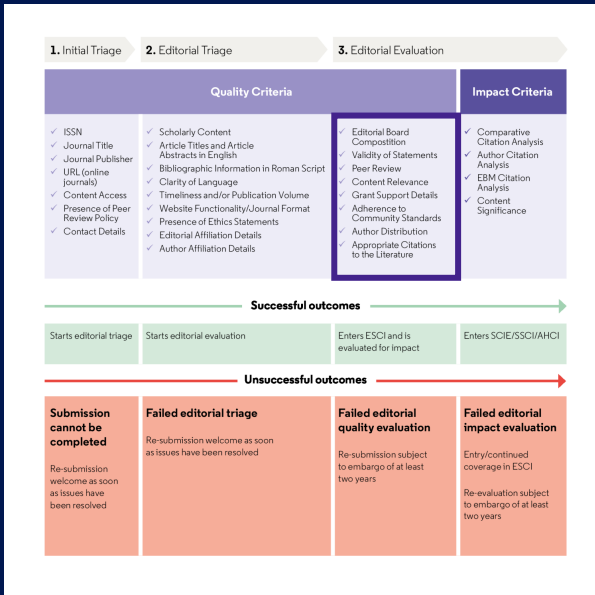 1. Initial Triage
2. Editorial Triage
3. Editorial Evaluation
Quality Criteria
Impact Criteria
✓ ISSN
✓ Journal Title
✓ Journal Publisher
✓ URL (online
journals)
✓ Content Access
✓ Presence of Peer
Review Policy
✓ Contact Details
✓ Scholarly Content
✓ Article Titles and Article
Abstracts in English
✓ Bibliographic Information in Roman Script
✓ Clarity of Language
✓ Timeliness and/or Publication Volume
✓ Website Functionality/Journal Format
✓ Presence of Ethics Statements
✓ Editorial Affiliation Details
✓ Author Affiliation Details
✓ Editorial Board
Compostition
✓ Validity of Statements
✓ Peer Review
✓ Content Relevance
✓ Grant Support Details
✓ Adherence to
Community Standards
✓ Author Distribution
✓ Appropriate Citations
to the Literature
✓ Comparative
Citation Analysis
✓ Author Citation
Analysis
✓ EBM Citation
Analysis
✓ Content
Significance
Successful outcomes
Starts editorial triage
Starts editorial evaluation
Enters ESCI and is
evaluated for impact
Enters SCIE/SSCI/AHCI
Unsuccessful outcomes
Submission
cannot be
completed
Re-submission
welcome as soon
as issues have
been resolved
Failed editorial triage
Re-submission welcome as soon
as issues have been resolved
Failed editorial
quality evaluation
Re-submission subject
to embargo of at least
two years
Failed editorial
impact evaluation
Entry/continued
coverage in ESCI
Re-evaluation subject
to embargo of at least
two years